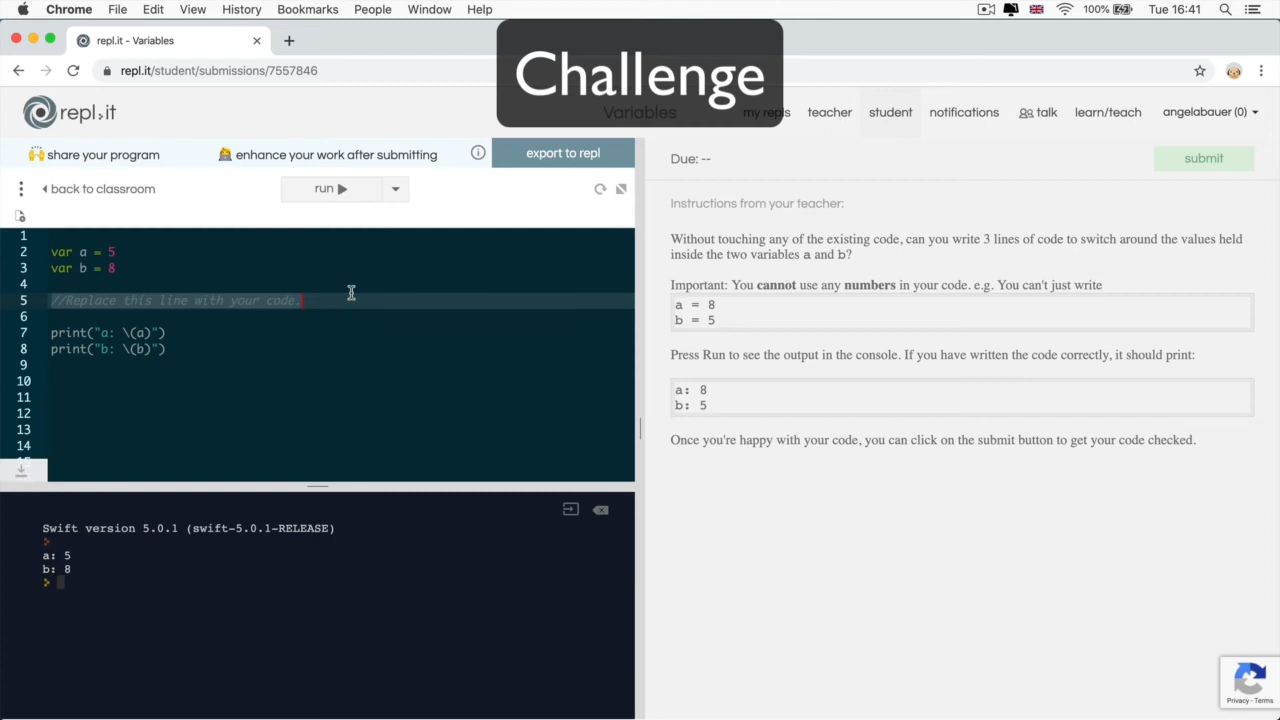 Chrome File Edit View History Bookmarks People Window Help 100% Tue 16:41
repl.it - Variables
repl.it/student/submissions/7557846
Challenge
repl.it
Variables
my repls teacher student notifications talk learn/teach angelabauer (0)
share your program enhance your work after submitting export to repl
back to classroom run
Due: --
submit
Instructions from your teacher:
Without touching any of the existing code, can you write 3 lines of code to switch around the values held
inside the two variables a and b?
Important: You cannot use any numbers in your code. e.g. You can't just write
a = 8
b = 5
Press Run to see the output in the console. If you have written the code correctly, it should print:
a: 8
b: 5
Once you're happy with your code, you can click on the submit button to get your code checked.
1
2 var a = 5
3 var b = 8
4
5 //Replace this line with your code.
6
7 print("a: \(a)")
8 print("b: \(b)")
9
10
11
12
13
14
Swift version 5.0.1 (swift-5.0.1-RELEASE)
>
a: 5
b: 8
>
Privacy - Terms